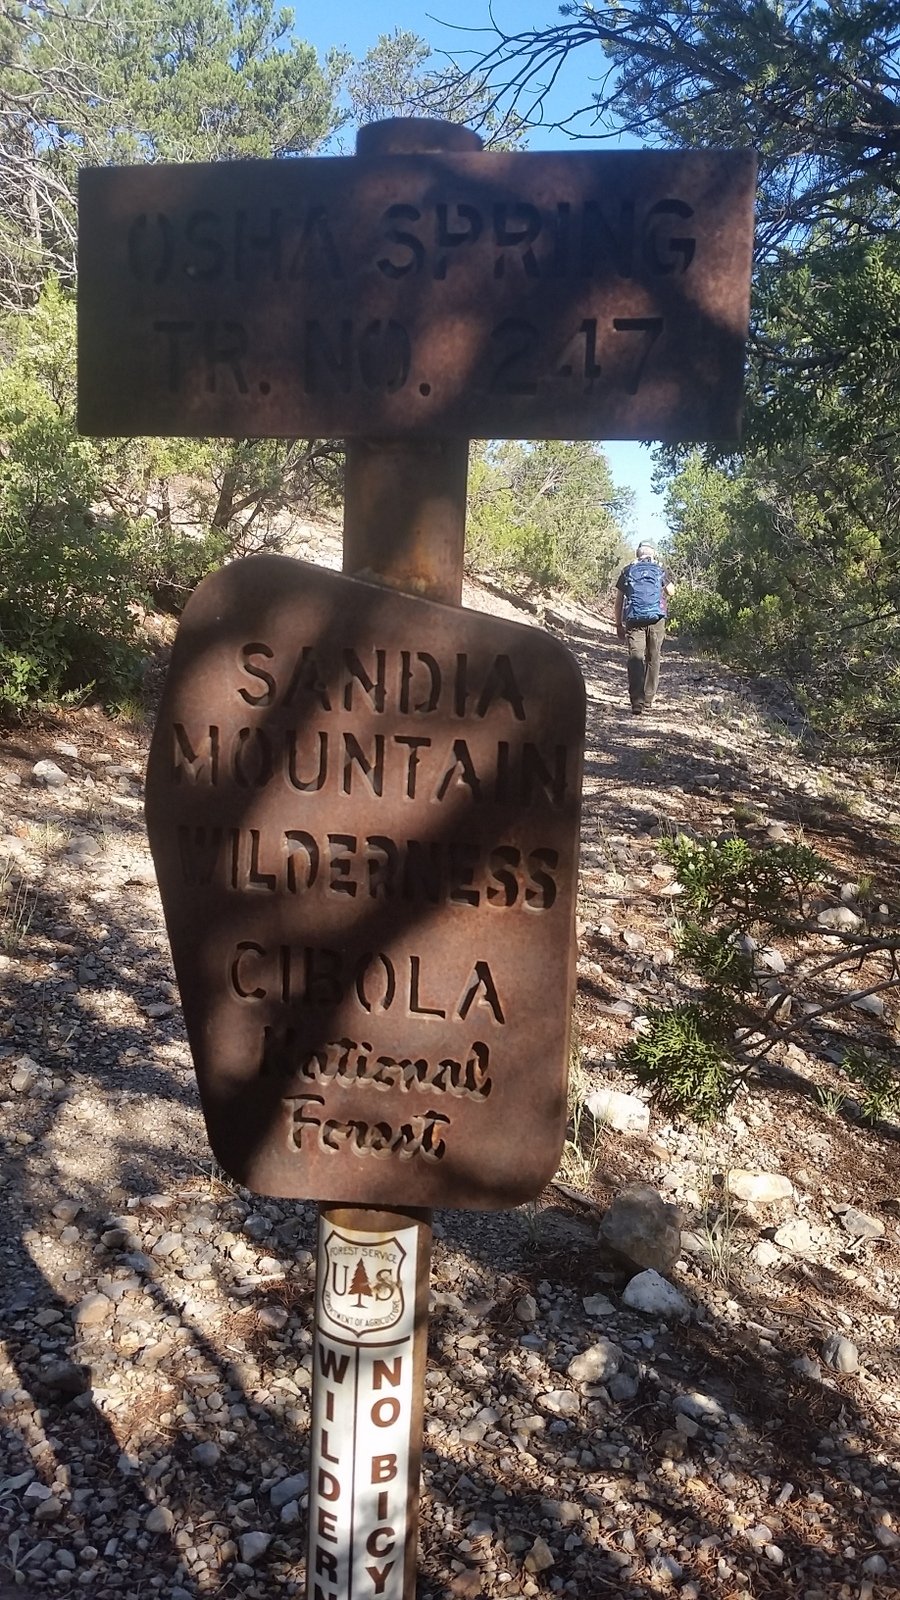 OSHA SPRING
TR. NO. 247
SANDIA
MOUNTAIN
WILDERNESS
CIBOLA
National
Forest
FOREST SERVICE
U S
DEPARTMENT OF AGRICULTURE
WILDERN
NO BICY